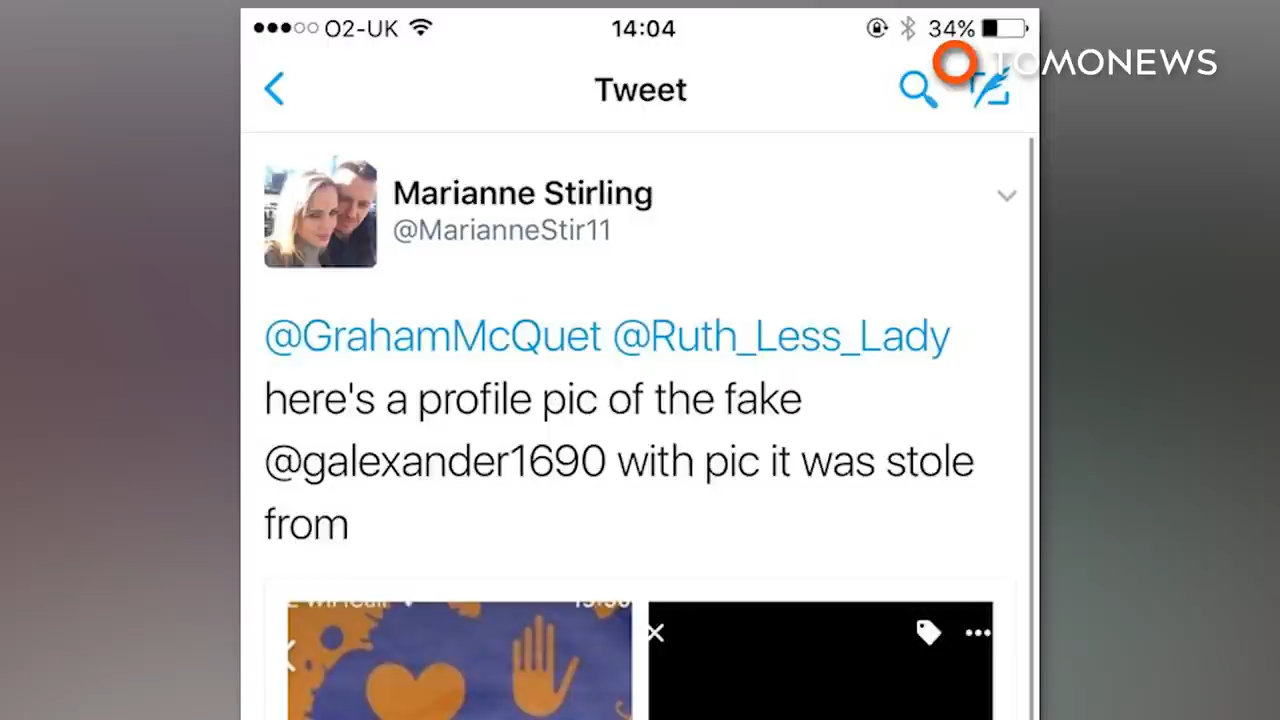 O2-UK 14:04 34%
TOMONEWS
Tweet
Marianne Stirling
@MarianneStir11
@GrahamMcQuet @Ruth_Less_Lady
here's a profile pic of the fake
@galexander1690 with pic it was stole
from